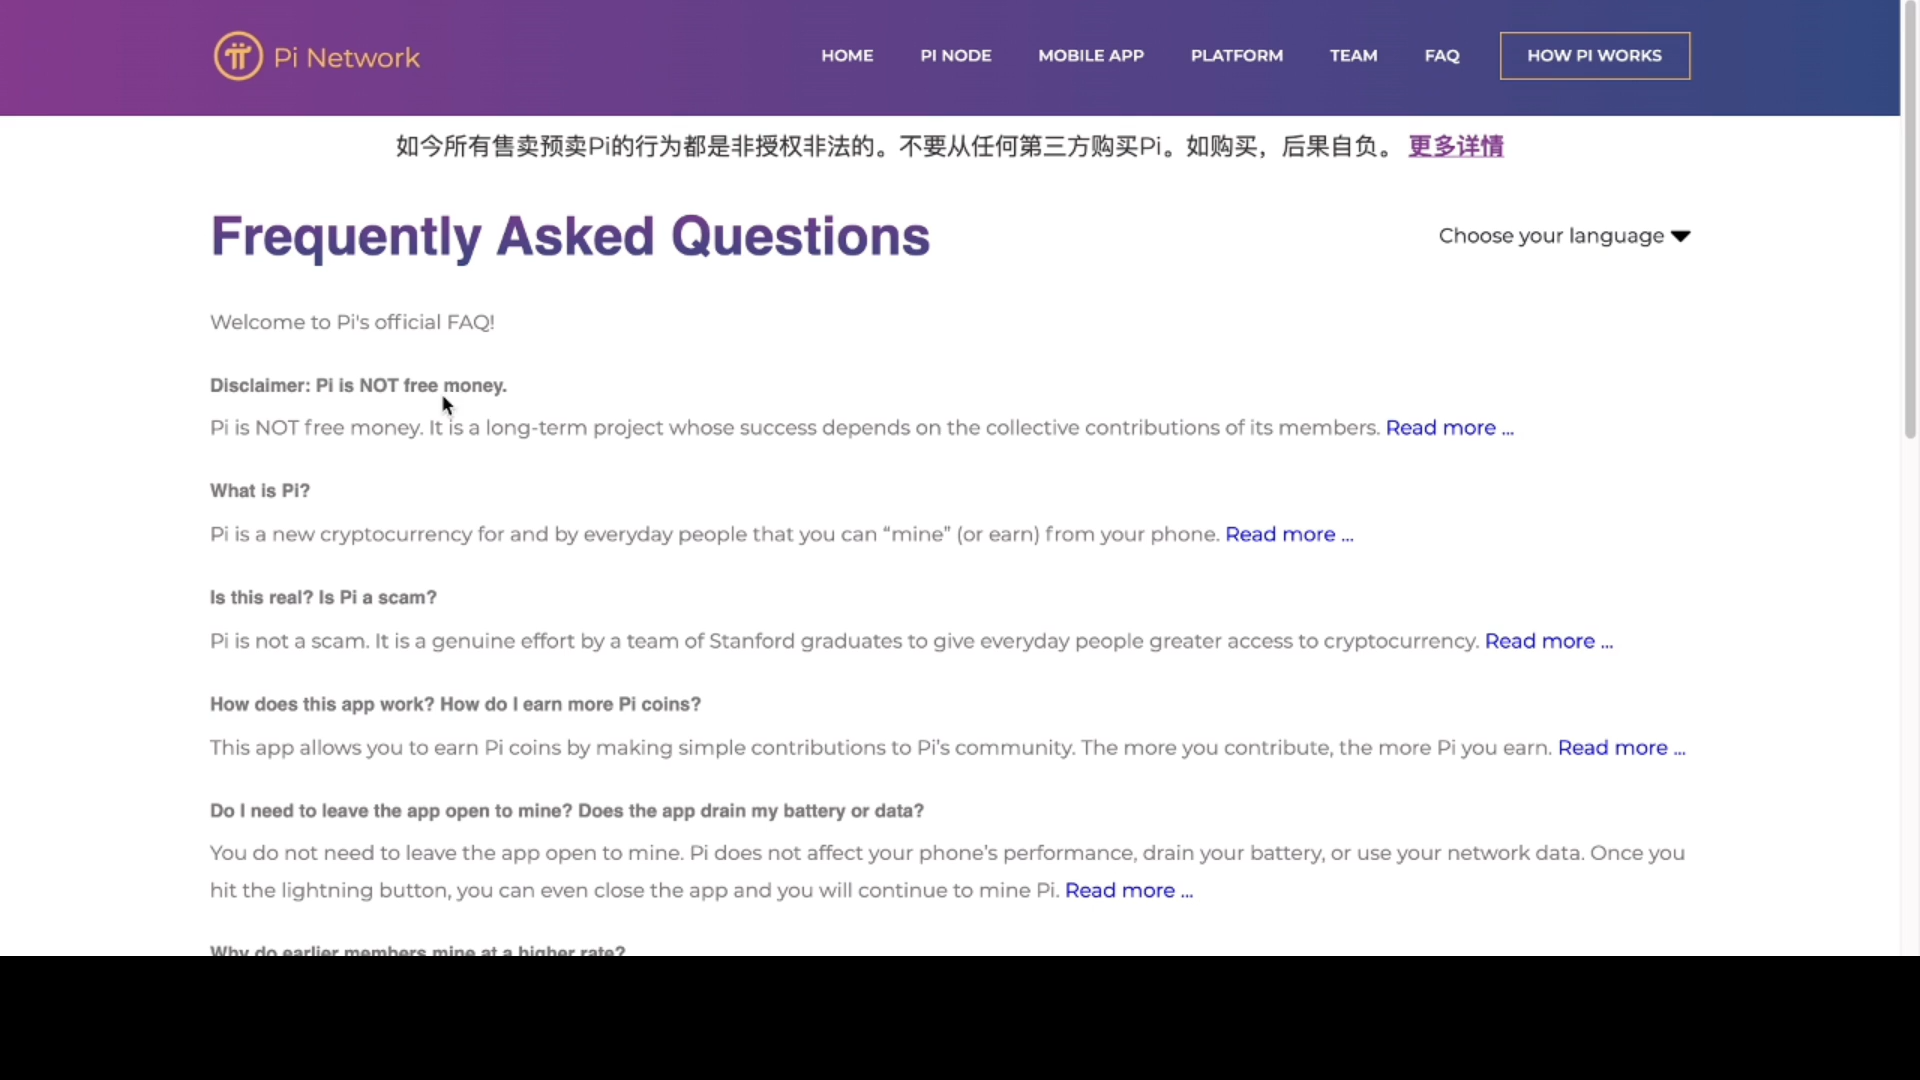 Pi Network
HOME PI NODE MOBILE APP PLATFORM TEAM FAQ HOW PI WORKS
如今所有售卖预卖Pi的行为都是非授权非法的。不要从任何第三方购买Pi。如购买，后果自负。 更多详情
Frequently Asked Questions
Choose your language
Welcome to Pi's official FAQ!
Disclaimer: Pi is NOT free money.
Pi is NOT free money. It is a long-term project whose success depends on the collective contributions of its members. Read more ...
What is Pi?
Pi is a new cryptocurrency for and by everyday people that you can “mine” (or earn) from your phone. Read more ...
Is this real? Is Pi a scam?
Pi is not a scam. It is a genuine effort by a team of Stanford graduates to give everyday people greater access to cryptocurrency. Read more ...
How does this app work? How do I earn more Pi coins?
This app allows you to earn Pi coins by making simple contributions to Pi’s community. The more you contribute, the more Pi you earn. Read more ...
Do I need to leave the app open to mine? Does the app drain my battery or data?
You do not need to leave the app open to mine. Pi does not affect your phone’s performance, drain your battery, or use your network data. Once you
hit the lightning button, you can even close the app and you will continue to mine Pi. Read more ...
Why do earlier members mine at a higher rate?